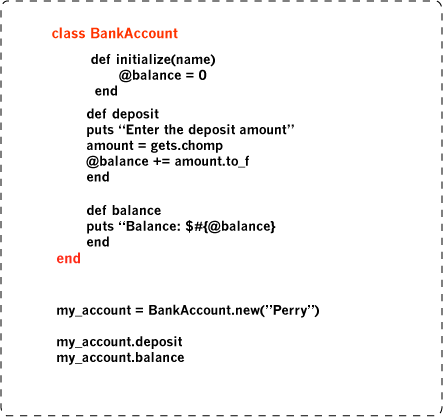 class BankAccount
def initialize(name)
@balance = 0
end
def deposit
puts “Enter the deposit amount”
amount = gets.chomp
@balance += amount.to_f
end
def balance
puts “Balance: $#{@balance}
end
end
my_account = BankAccount.new(”Perry”)
my_account.deposit
my_account.balance